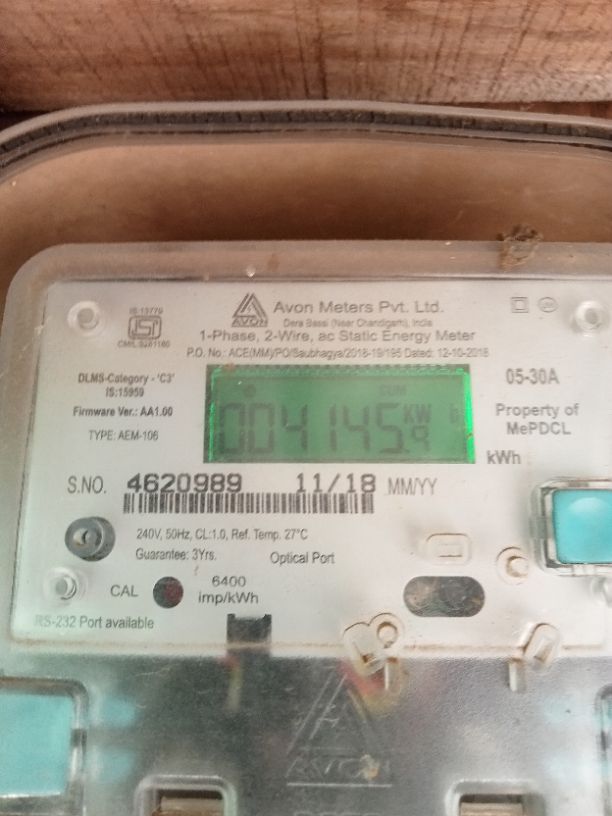 IS:13779
ISI
CM/L:9261160
AVON
Avon Meters Pvt. Ltd.
Dera Bassi (Near Chandigarh), India
1-Phase, 2-Wire, ac Static Energy Meter
P.O. No.: ACE(MM)/PO/Saubhagya/2018-19/195 Dated: 12-10-2018
DLMS-Category - 'C3'
IS:15959
Firmware Ver.: AA1.00
TYPE: AEM-106
CUM
004145.9 KW
05-30A
Property of
MePDCL
kWh
S.NO. 4620989 11/18 MM/YY
240V, 50Hz, CL:1.0, Ref. Temp. 27°C
Guarantee: 3Yrs. Optical Port
CAL
6400
imp/kWh
RS-232 Port available
AVON